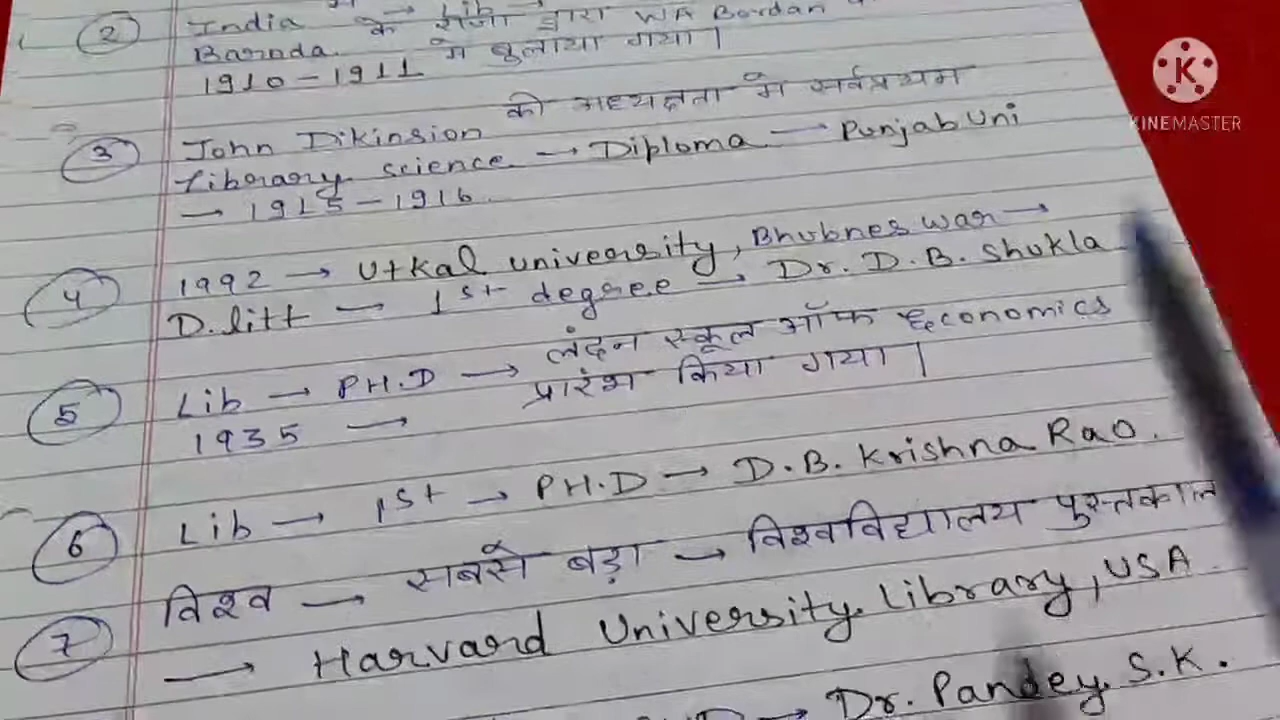 ② India → Lib → के राजा द्वारा WA Bordan
Baroda में बुलाया गया।
1910-1911
की अध्यक्षता में सर्वप्रथम
③ John Dikinsion
Library science → Diploma → Punjab Uni
→ 1915-1916.
④ 1992 → Utkal university, Bhubneswar →
D.litt → 1st degree → Dr. D. B. Shukla
⑤ Lib → PH.D → लंदन स्कूल ऑफ Economics
1935 → प्रारंभ किया गया।
⑥ Lib → 1st → PH.D → D.B. Krishna Rao.
⑦ विश्व → सबसे बड़ा → विश्वविद्यालय पुस्तकाल
→ Harvard University Library, USA
→ Dr. Pandey S.K.
K
KINEMASTER